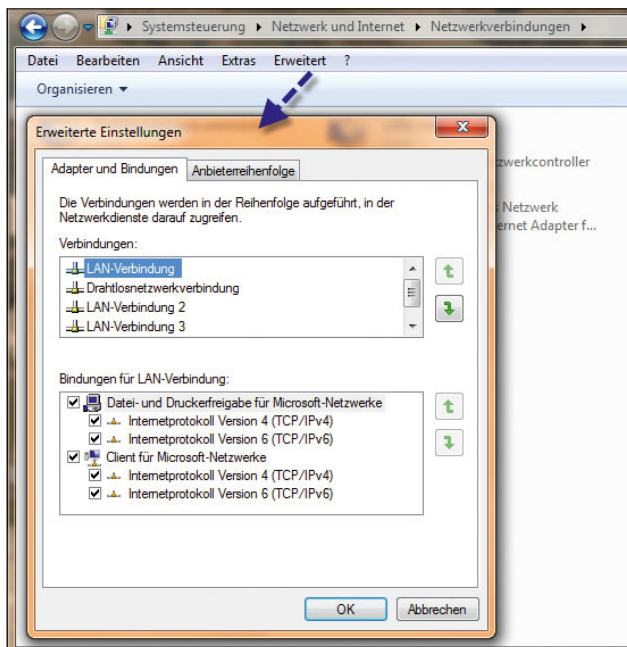 Systemsteuerung ▸ Netzwerk und Internet ▸ Netzwerkverbindungen ▸
Datei Bearbeiten Ansicht Extras Erweitert ?
Organisieren
Erweiterte Einstellungen
Adapter und Bindungen Anbieterreihenfolge
Die Verbindungen werden in der Reihenfolge aufgeführt, in der
Netzwerkdienste darauf zugreifen.
Verbindungen:
LAN-Verbindung
Drahtlosnetzwerkverbindung
LAN-Verbindung 2
LAN-Verbindung 3
Bindungen für LAN-Verbindung:
Datei- und Druckerfreigabe für Microsoft-Netzwerke
Internetprotokoll Version 4 (TCP/IPv4)
Internetprotokoll Version 6 (TCP/IPv6)
Client für Microsoft-Netzwerke
Internetprotokoll Version 4 (TCP/IPv4)
Internetprotokoll Version 6 (TCP/IPv6)
OK Abbrechen
zwerkcontroller
Netzwerk
ernet Adapter f...